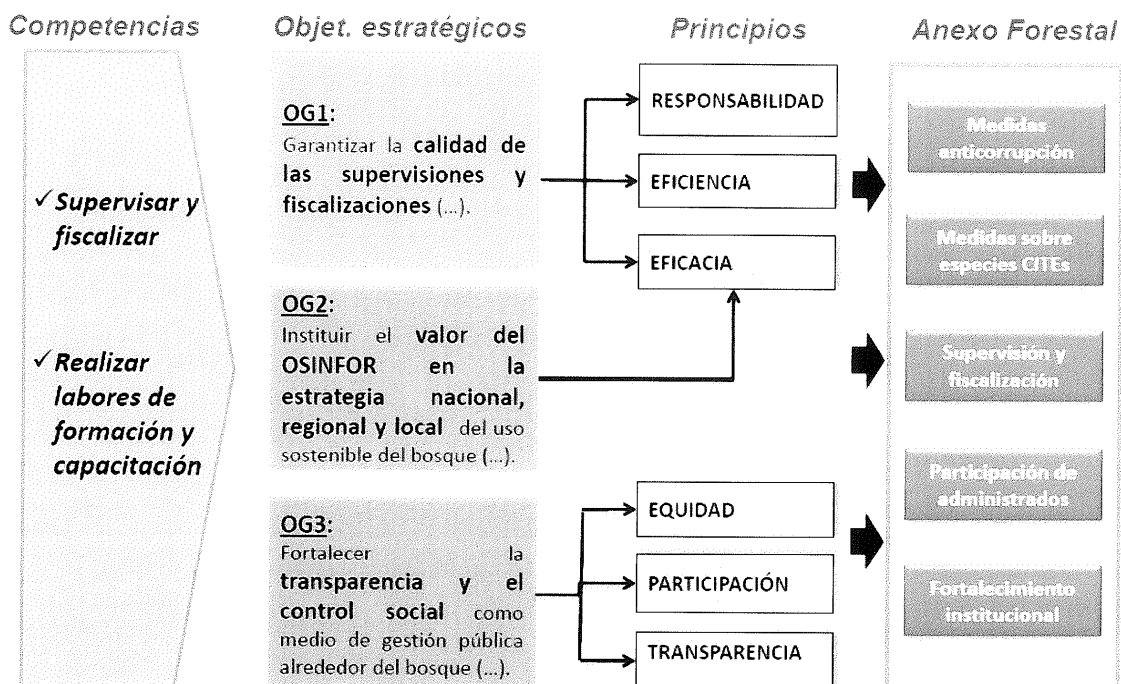 Competencias
Objet. estratégicos
Principios
Anexo Forestal
✓ Supervisar y
fiscalizar
✓ Realizar
labores de
formación y
capacitación
OG1:
Garantizar la calidad de
las supervisiones y
fiscalizaciones (...).
OG2:
Instituir el valor del
OSINFOR en la
estrategia nacional,
regional y local del uso
sostenible del bosque (...).
OG3:
Fortalecer la
transparencia y el
control social como
medio de gestión pública
alrededor del bosque (...).
RESPONSABILIDAD
EFICIENCIA
EFICACIA
EQUIDAD
PARTICIPACIÓN
TRANSPARENCIA
Medidas
anticorrupción
Medidas sobre
especies CITEs
Supervisión y
fiscalización
Participación de
administrados
Fortalecimiento
institucional